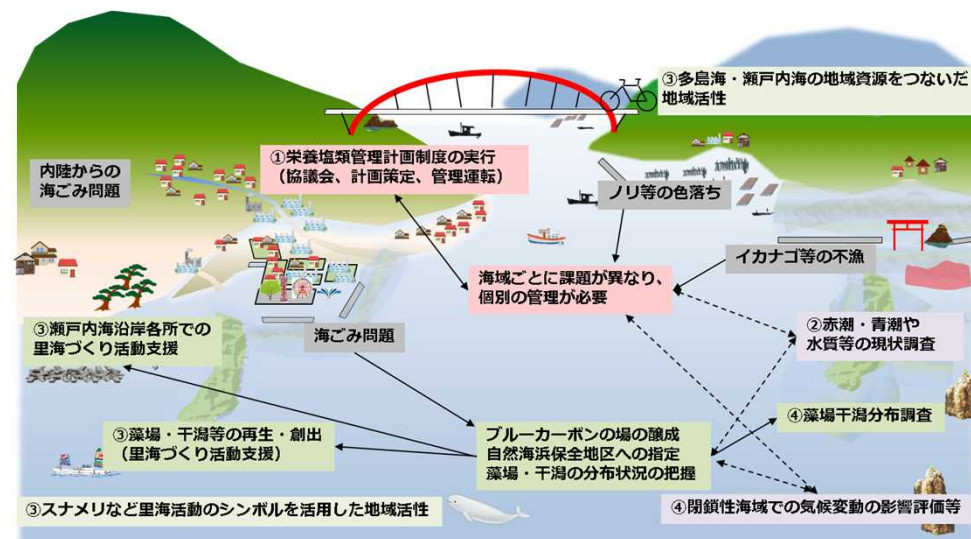 ③多島海・瀬戸内海の地域資源をつないだ
地域活性
内陸からの
海ごみ問題
①栄養塩類管理計画制度の実行
（協議会、計画策定、管理運転）
ノリ等の色落ち
イカナゴ等の不漁
海域ごとに課題が異なり、
個別の管理が必要
③瀬戸内海沿岸各所での
里海づくり活動支援
海ごみ問題
②赤潮・青潮や
水質等の現状調査
③藻場・干潟等の再生・創出
（里海づくり活動支援）
ブルーカーボンの場の醸成
自然海浜保全地区への指定
藻場・干潟の分布状況の把握
④藻場干潟分布調査
③スナメリなど里海活動のシンボルを活用した地域活性
④閉鎖性海域での気候変動の影響評価等